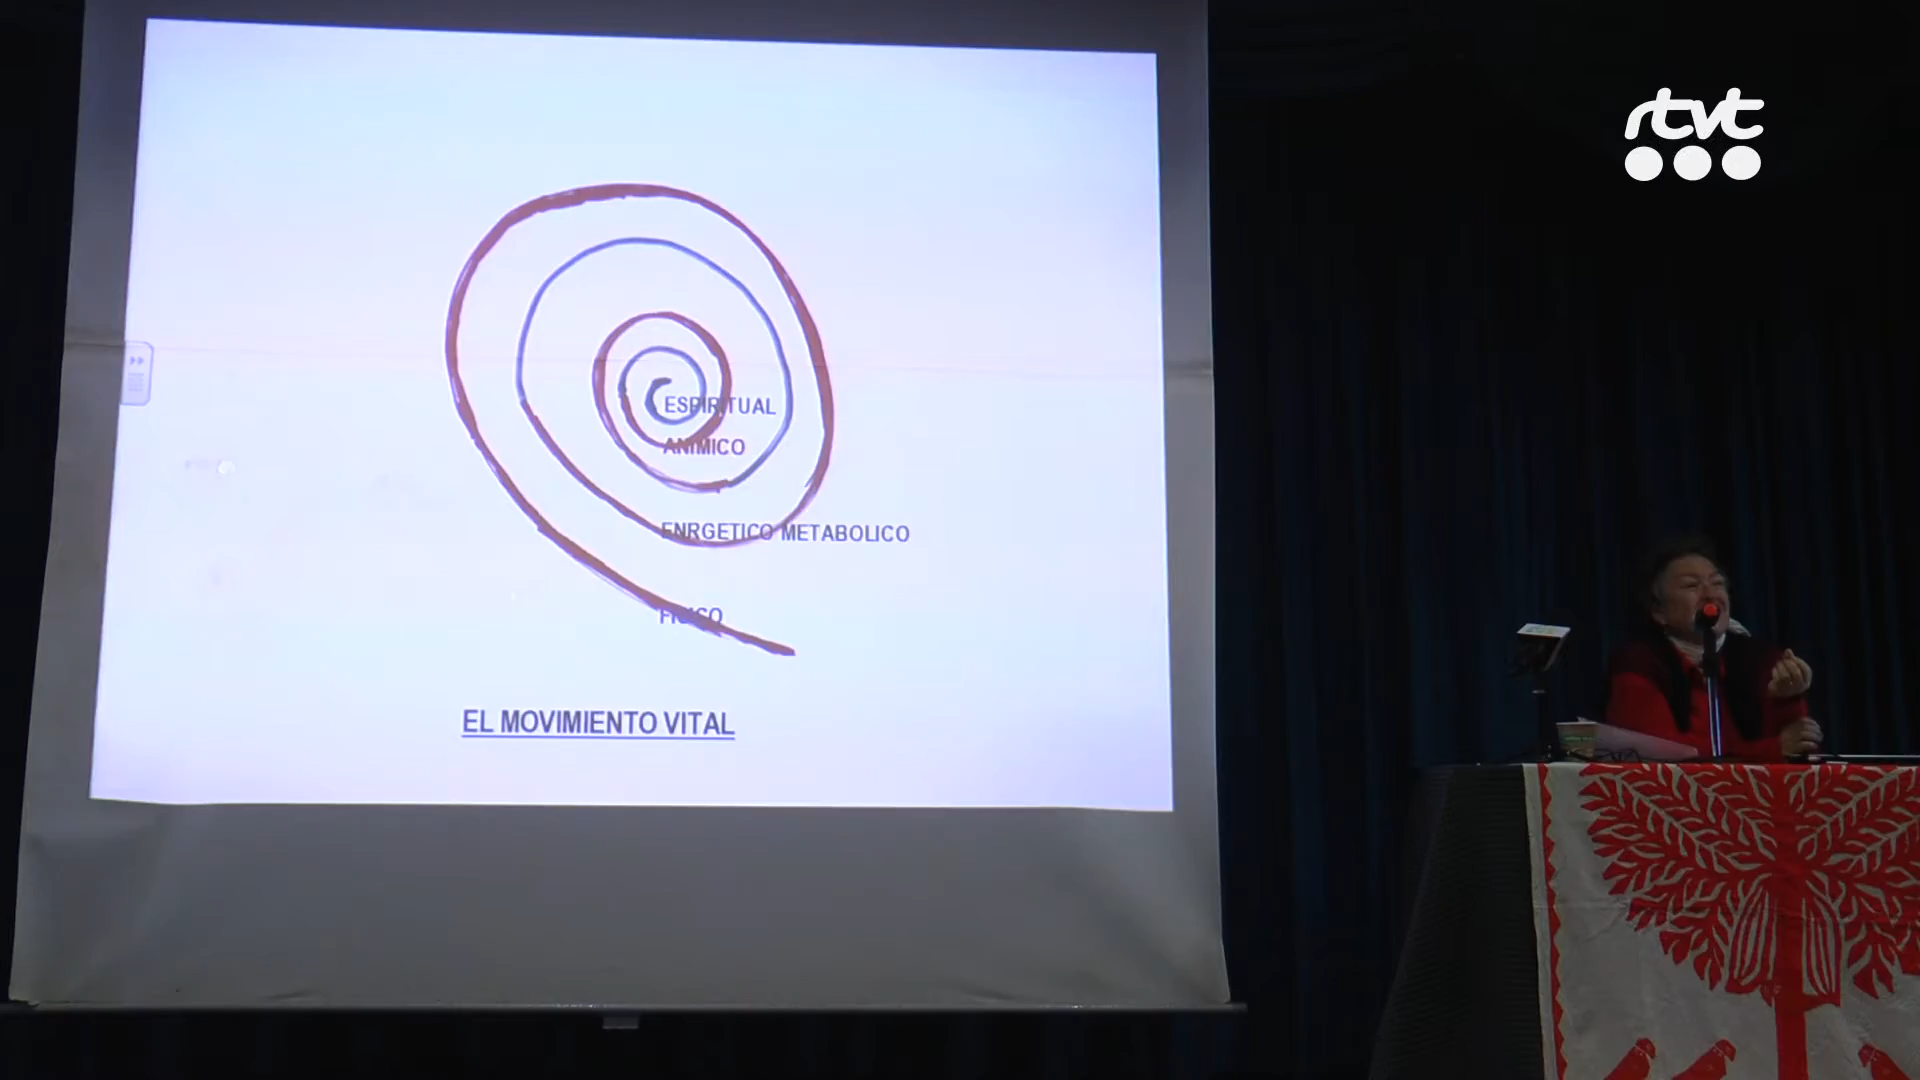 rtvt
ESPIRITUAL
ANIMICO
ENRGETICO METABOLICO
FISICO
EL MOVIMIENTO VITAL